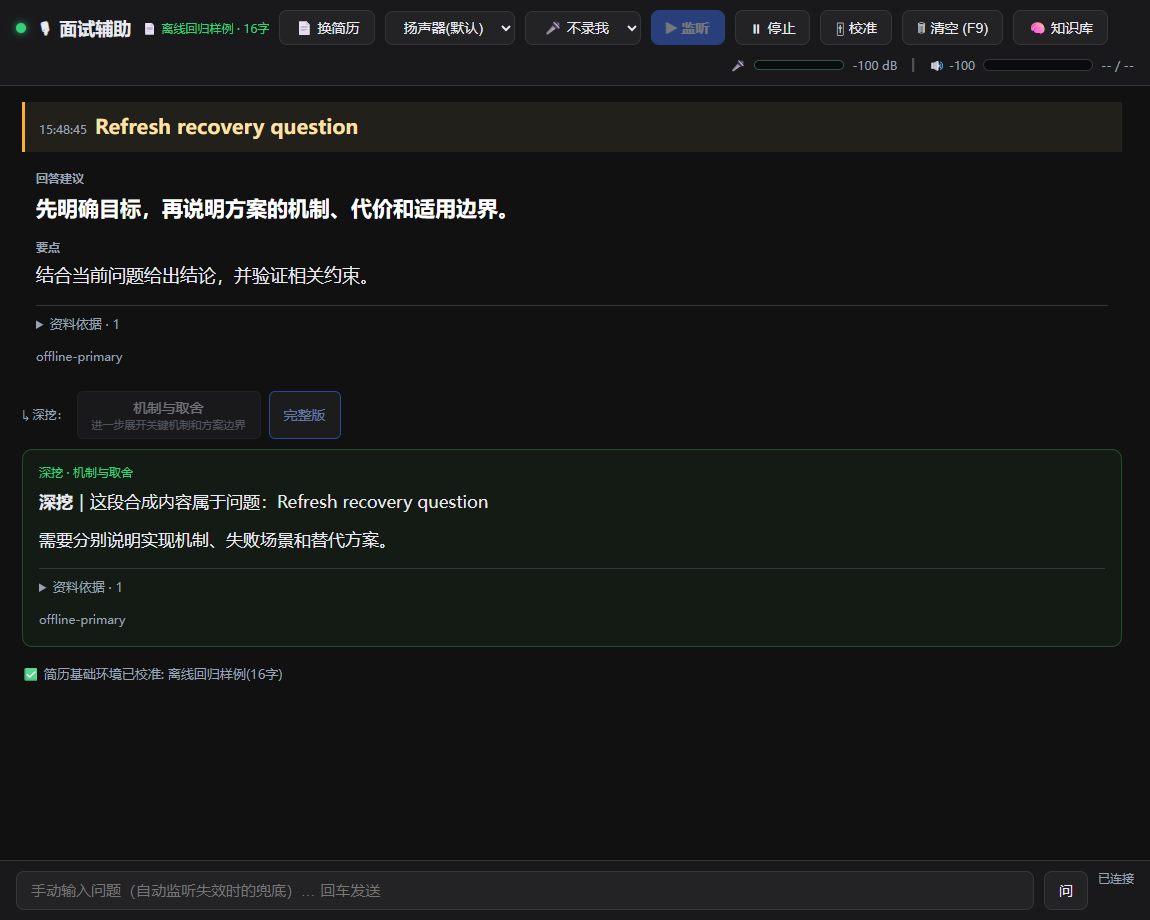 面试辅助 离线回归样例 · 16字 换简历 扬声器(默认) 不录我 监听 停止 校准 清空 (F9) 知识库
-100 dB | -100 -- / --
15:48:45 Refresh recovery question
回答建议
先明确目标，再说明方案的机制、代价和适用边界。
要点
结合当前问题给出结论，并验证相关约束。
▶ 资料依据 · 1
offline-primary
↳ 深挖: 机制与取舍 完整版
进一步展开关键机制和方案边界
深挖 · 机制与取舍
深挖 | 这段合成内容属于问题：Refresh recovery question
需要分别说明实现机制、失败场景和替代方案。
▶ 资料依据 · 1
offline-primary
✅ 简历基础环境已校准: 离线回归样例(16字)
手动输入问题（自动监听失效时的兜底）… 回车发送 问 已连接